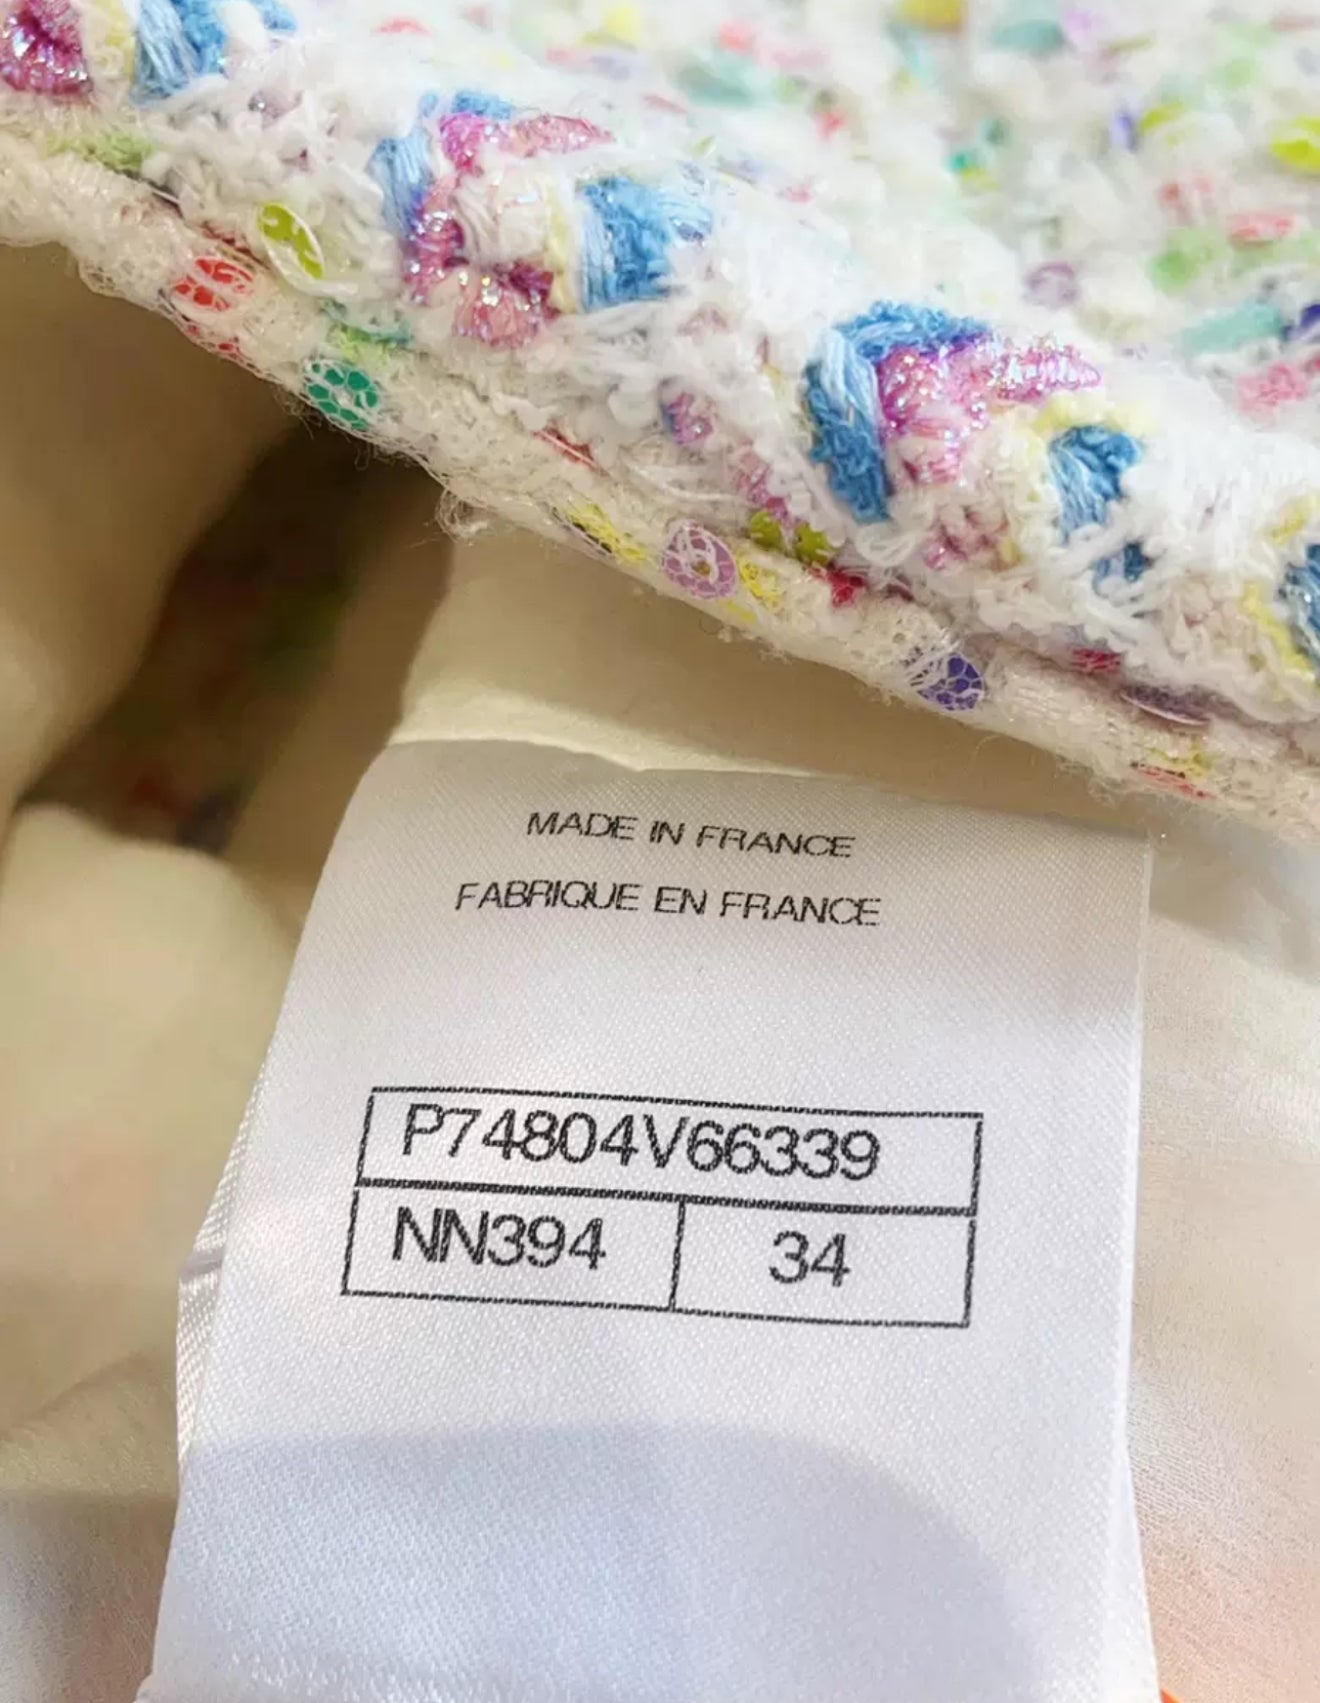 MADE IN FRANCE
FABRIQUE EN FRANCE
P74804V66339
NN394 34